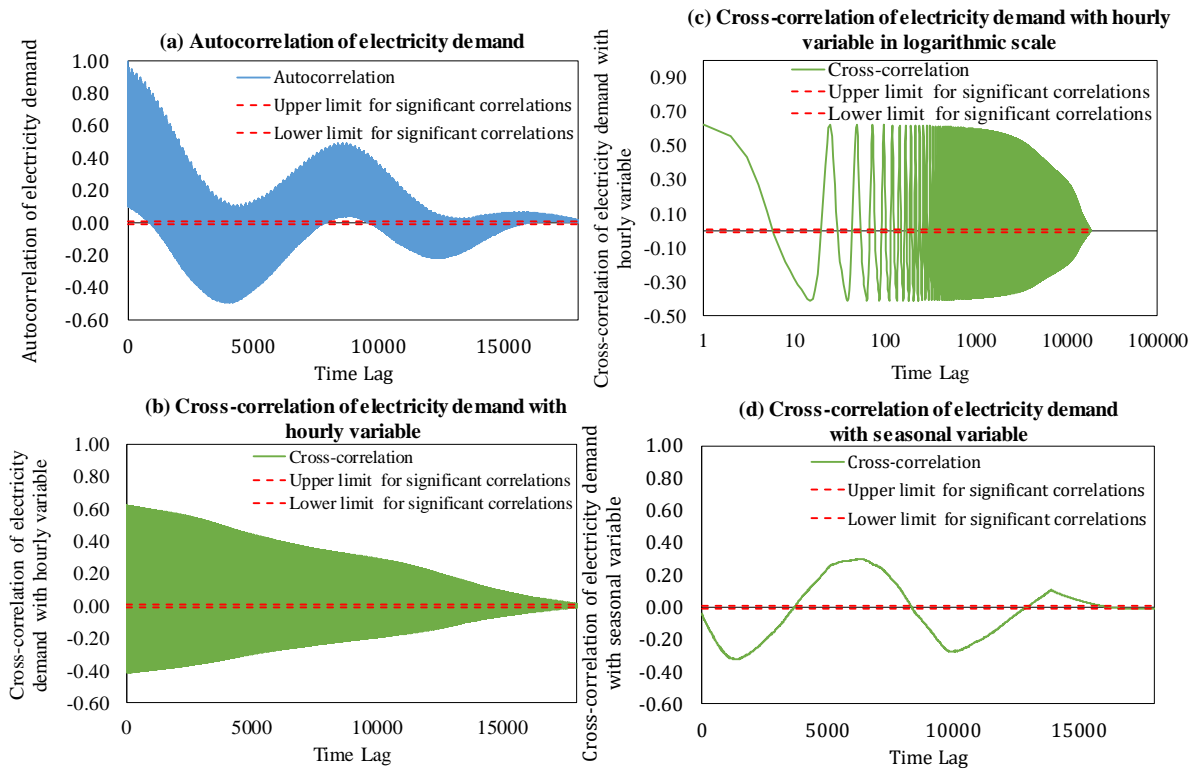 (a) Autocorrelation of electricity demand
Autocorrelation of electricity demand
1.00
0.80
0.60
0.40
0.20
0.00
-0.20
-0.40
-0.60
Autocorrelation
Upper limit for significant correlations
Lower limit for significant correlations
0
5000
10000
15000
Time Lag
(c) Cross-correlation of electricity demand with hourly
variable in logarithmic scale
Cross-correlation of electricity demand with
hourly variable
0.90
0.70
0.50
0.30
0.10
-0.10
-0.30
-0.50
Cross-correlation
Upper limit for significant correlations
Lower limit for significant correlations
1
10
100
1000
10000
100000
Time Lag
(b) Cross-correlation of electricity demand with
hourly variable
Cross-correlation of electricity
demand with hourly variable
1.00
0.80
0.60
0.40
0.20
0.00
-0.20
-0.40
-0.60
Cross-correlation
Upper limit for significant correlations
Lower limit for significant correlations
0
5000
10000
15000
Time Lag
(d) Cross-correlation of electricity demand
with seasonal variable
Cross-correlation of electricity demand
with seasonal variable
1.00
0.80
0.60
0.40
0.20
0.00
-0.20
-0.40
-0.60
Cross-correlation
Upper limit for significant correlations
Lower limit for significant correlations
0
5000
10000
15000
Time Lag